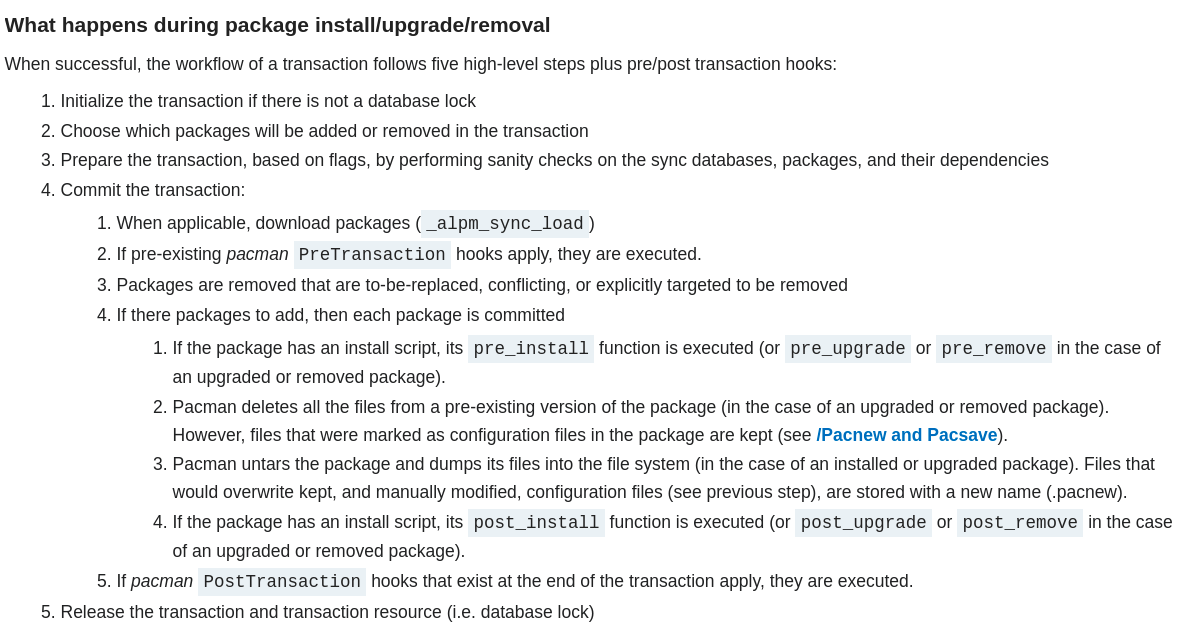 What happens during package install/upgrade/removal
When successful, the workflow of a transaction follows five high-level steps plus pre/post transaction hooks:
1. Initialize the transaction if there is not a database lock
2. Choose which packages will be added or removed in the transaction
3. Prepare the transaction, based on flags, by performing sanity checks on the sync databases, packages, and their dependencies
4. Commit the transaction:
1. When applicable, download packages ( _alpm_sync_load )
2. If pre-existing pacman PreTransaction hooks apply, they are executed.
3. Packages are removed that are to-be-replaced, conflicting, or explicitly targeted to be removed
4. If there packages to add, then each package is committed
1. If the package has an install script, its pre_install function is executed (or pre_upgrade or pre_remove in the case of
an upgraded or removed package).
2. Pacman deletes all the files from a pre-existing version of the package (in the case of an upgraded or removed package).
However, files that were marked as configuration files in the package are kept (see /Pacnew and Pacsave).
3. Pacman untars the package and dumps its files into the file system (in the case of an installed or upgraded package). Files that
would overwrite kept, and manually modified, configuration files (see previous step), are stored with a new name (.pacnew).
4. If the package has an install script, its post_install function is executed (or post_upgrade or post_remove in the case
of an upgraded or removed package).
5. If pacman PostTransaction hooks that exist at the end of the transaction apply, they are executed.
5. Release the transaction and transaction resource (i.e. database lock)